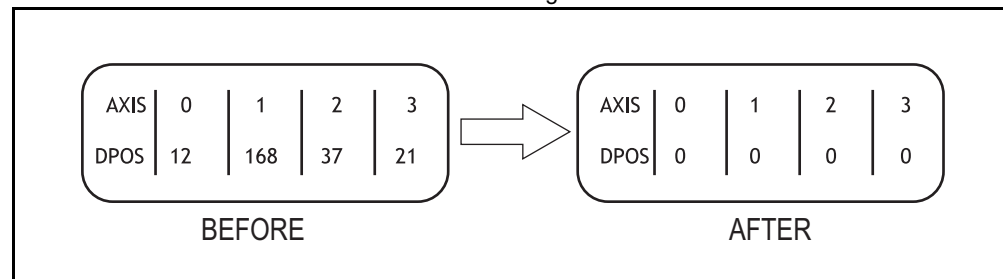 AXIS 0 1 2 3
DPOS 12 168 37 21
BEFORE
AXIS 0 1 2 3
DPOS 0 0 0 0
AFTER